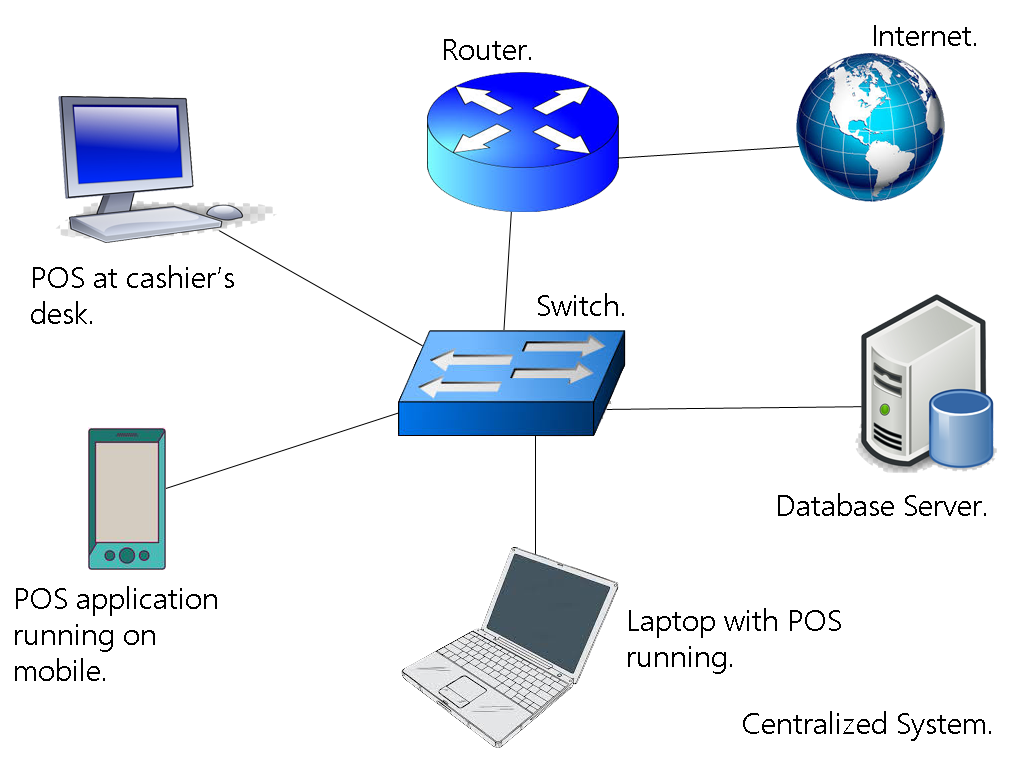 Router.
Internet.
POS at cashier’s
desk.
Switch.
Database Server.
POS application
running on
mobile.
Laptop with POS
running.
Centralized System.